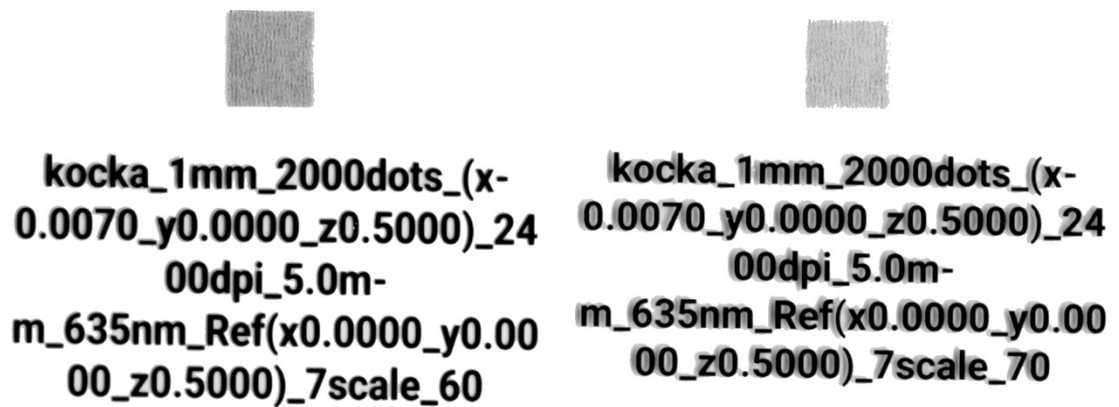 kocka_1mm_2000dots_(x-
0.0070_y0.0000_z0.5000)_24
00dpi_5.0m-
m_635nm_Ref(x0.0000_y0.00
00_z0.5000)_7scale_60
kocka_1mm_2000dots_(x-
0.0070_y0.0000_z0.5000)_24
00dpi_5.0m-
m_635nm_Ref(x0.0000_y0.00
00_z0.5000)_7scale_70